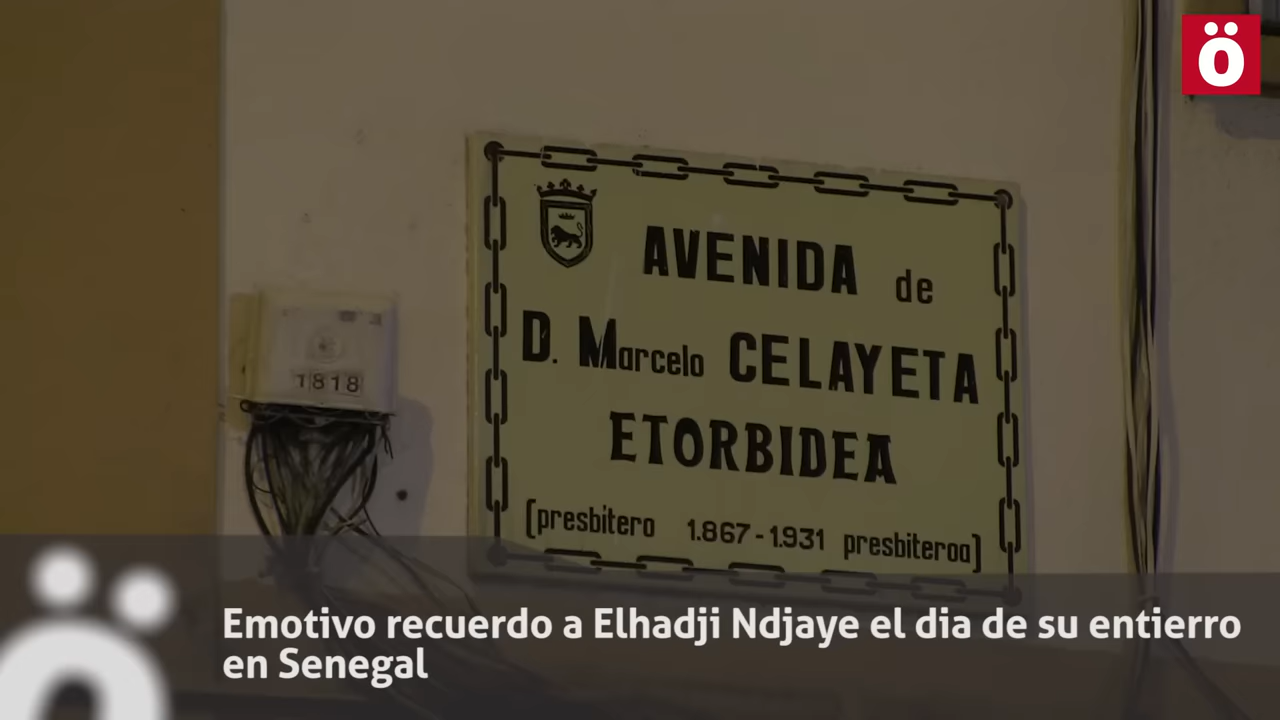 ö
AVENIDA de
D. Marcelo CELAYETA
ETORBIDEA
(presbítero 1.867-1.931 presbiteroa)
1818
ö
Emotivo recuerdo a Elhadji Ndjaye el dia de su entierro
en Senegal